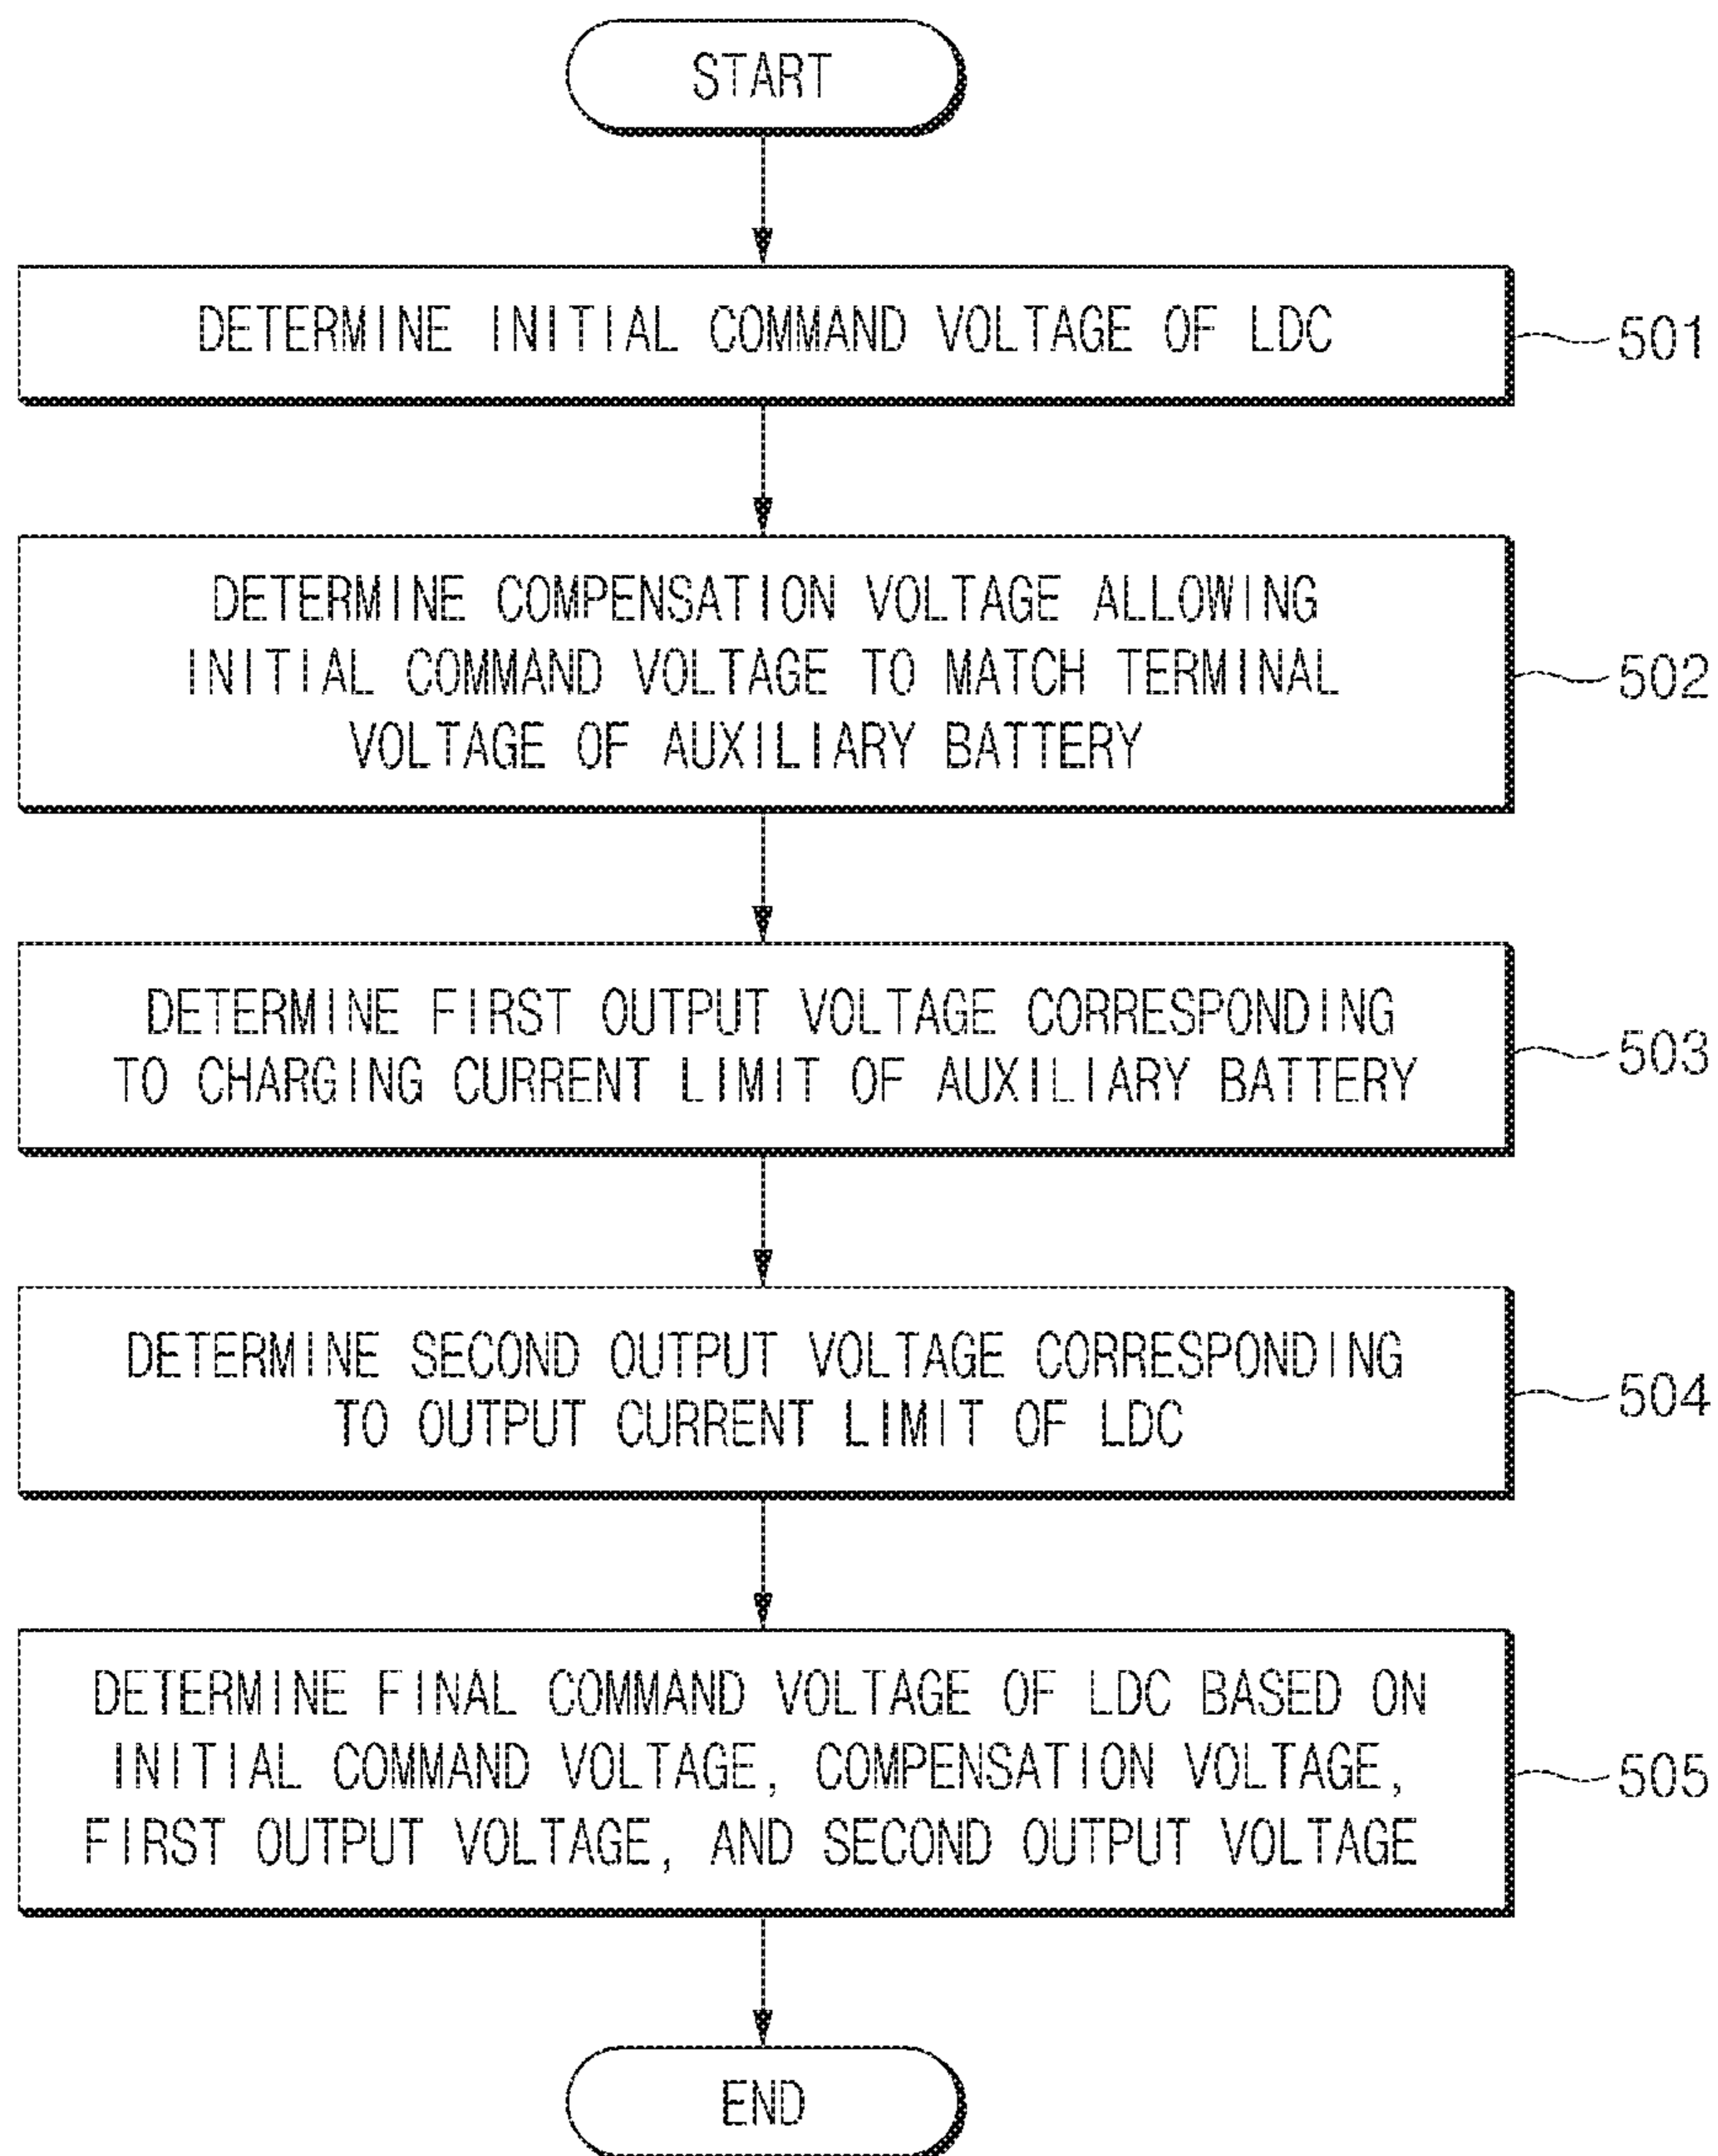 START
DETERMINE INITIAL COMMAND VOLTAGE OF LDC
501
DETERMINE COMPENSATION VOLTAGE ALLOWING
INITIAL COMMAND VOLTAGE TO MATCH TERMINAL
VOLTAGE OF AUXILIARY BATTERY
502
DETERMINE FIRST OUTPUT VOLTAGE CORRESPONDING
TO CHARGING CURRENT LIMIT OF AUXILIARY BATTERY
503
DETERMINE SECOND OUTPUT VOLTAGE CORRESPONDING
TO OUTPUT CURRENT LIMIT OF LDC
504
DETERMINE FINAL COMMAND VOLTAGE OF LDC BASED ON
INITIAL COMMAND VOLTAGE, COMPENSATION VOLTAGE,
FIRST OUTPUT VOLTAGE, AND SECOND OUTPUT VOLTAGE
505
END